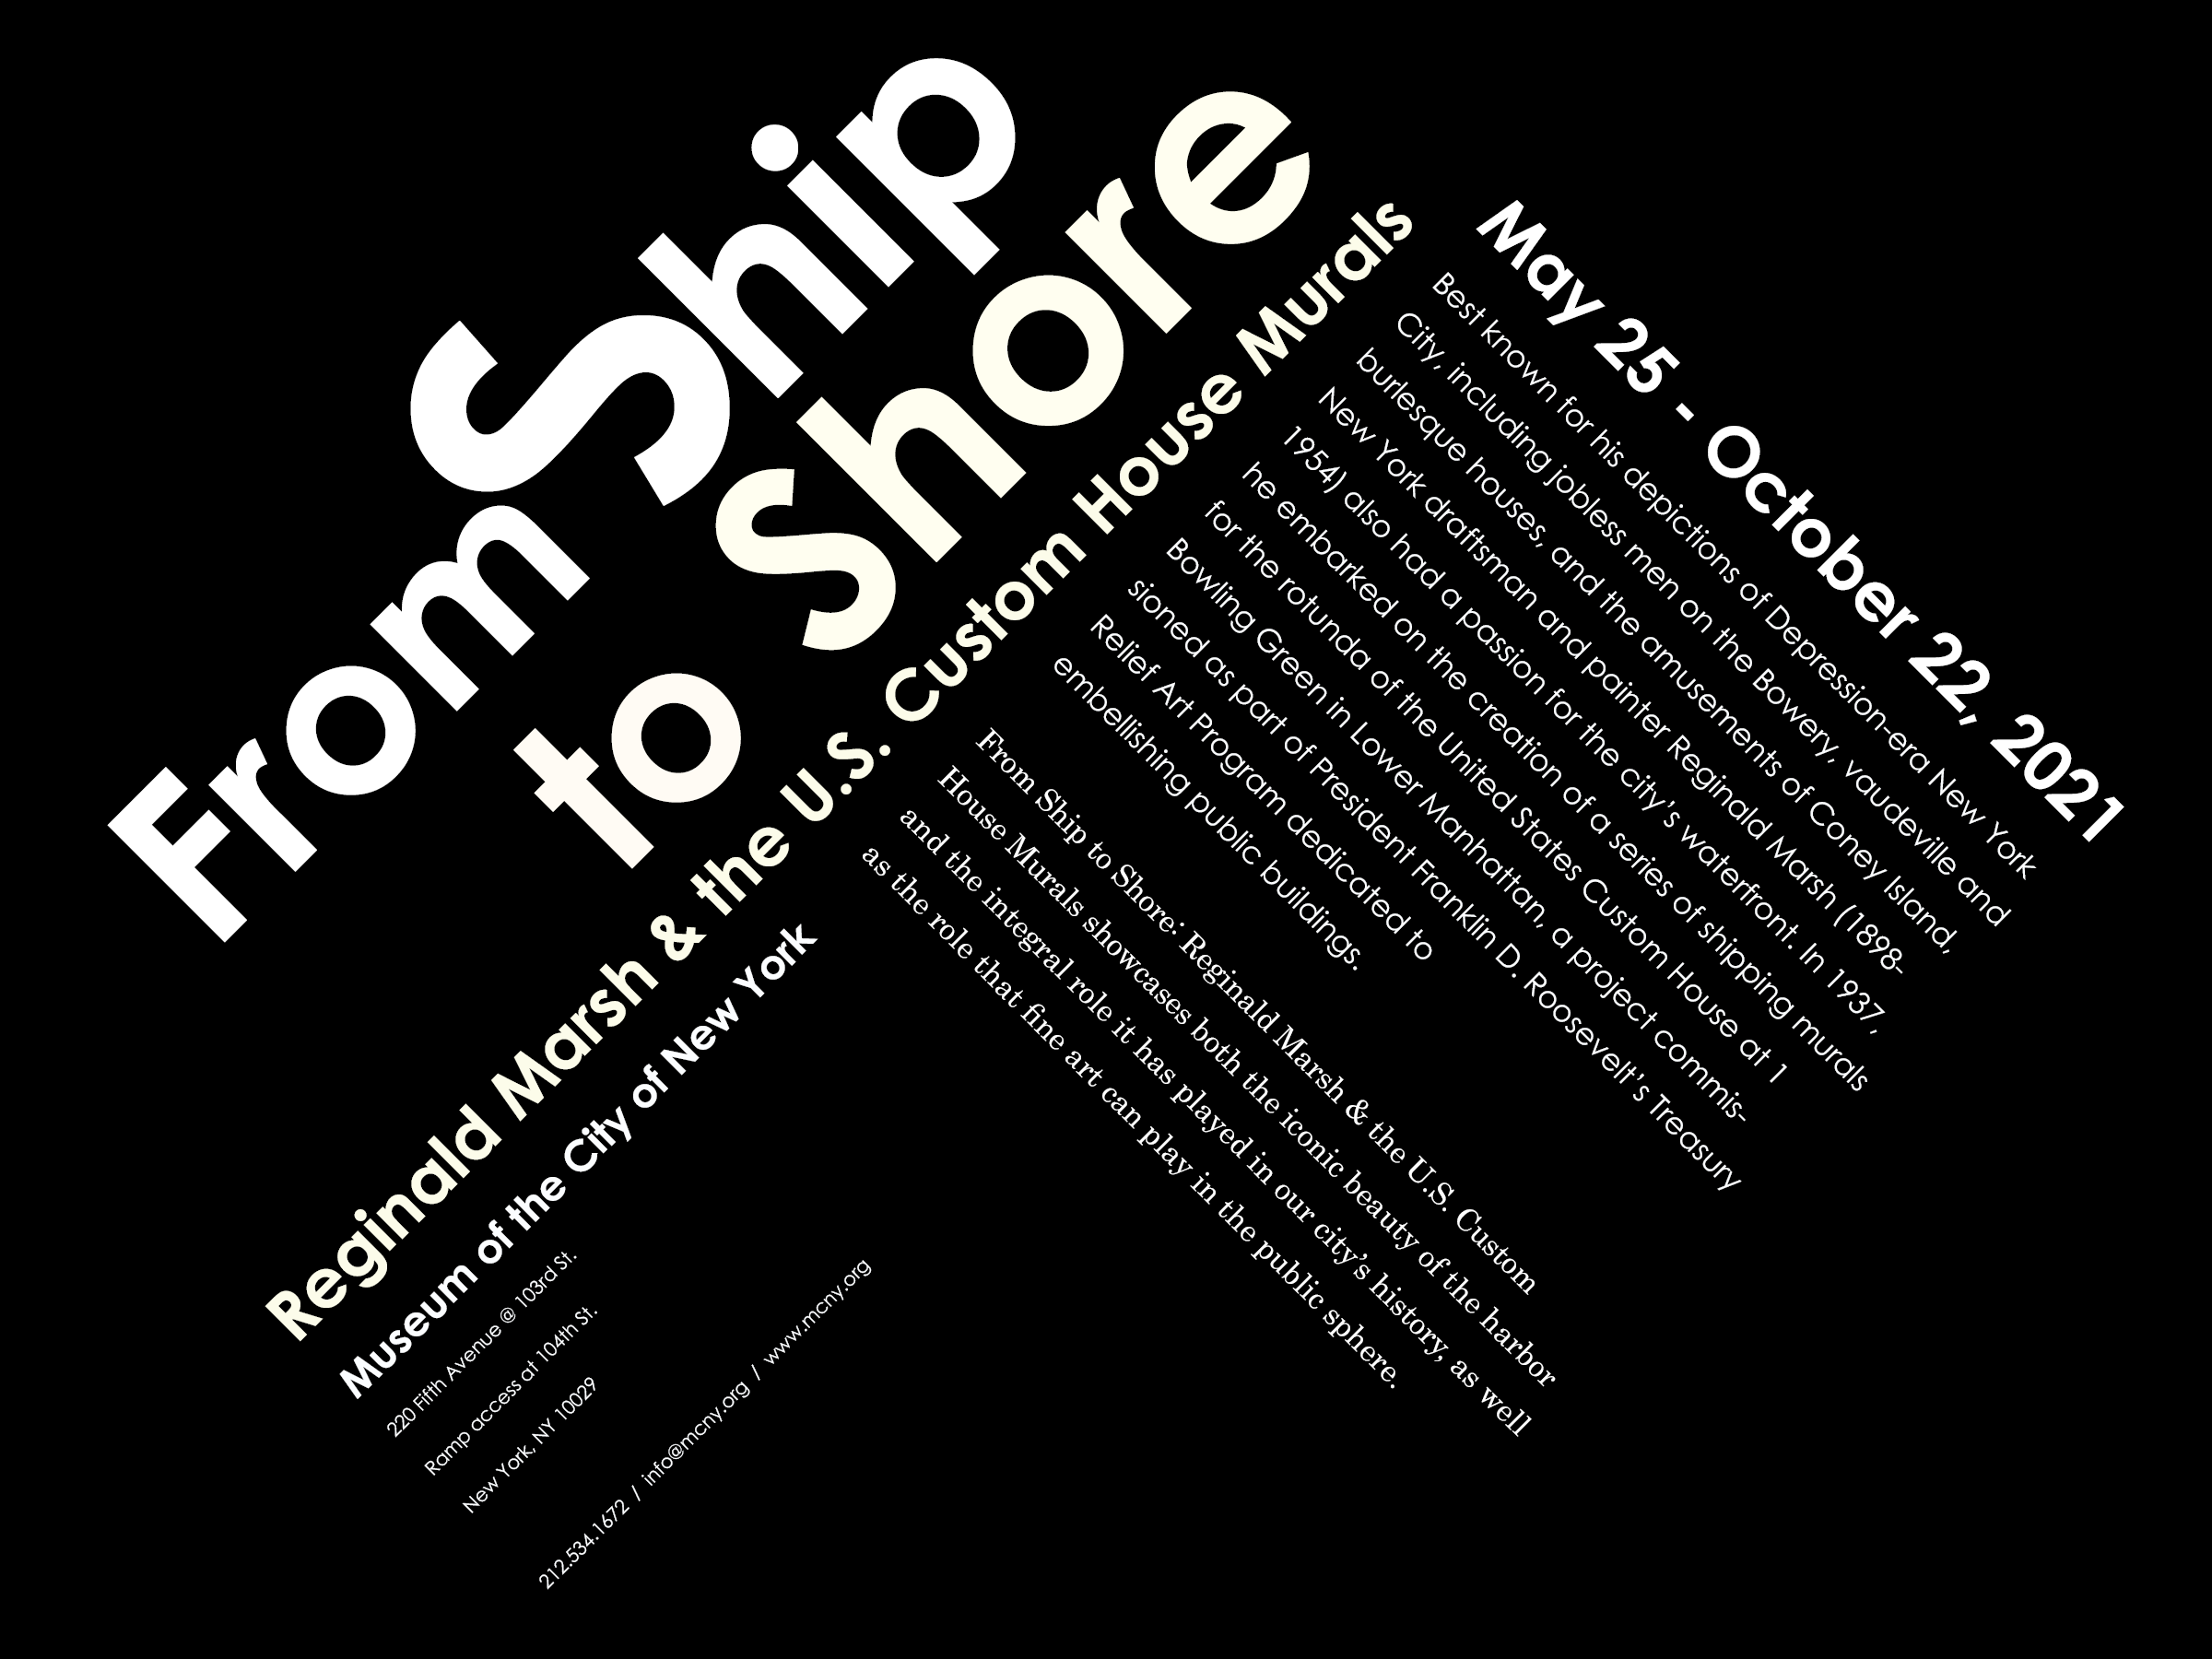 From Ship
to Shore
Reginald Marsh & the U.S. Custom House Murals
Museum of the City of New York
220 Fifth Avenue @ 103rd St.
Ramp access at 104th St.
New York, NY 10029
212.534.1672 / info@mcny.org / www.mcny.org
May 25 - October 22, 2021
Best known for his depictions of Depression-era New York
City, including jobless men on the Bowery, vaudeville and
burlesque houses, and the amusements of Coney Island,
New York draftsman and painter Reginald Marsh (1898-
1954) also had a passion for the city’s waterfront. In 1937,
he embarked on the creation of a series of shipping murals
for the rotunda of the United States Custom House at 1
Bowling Green in Lower Manhattan, a project commis-
sioned as part of President Franklin D. Roosevelt’s Treasury
Relief Art Program dedicated to
embellishing public buildings.
From Ship to Shore: Reginald Marsh & the U.S. Custom
House Murals showcases both the iconic beauty of the harbor
and the integral role it has played in our city’s history, as well
as the role that fine art can play in the public sphere.